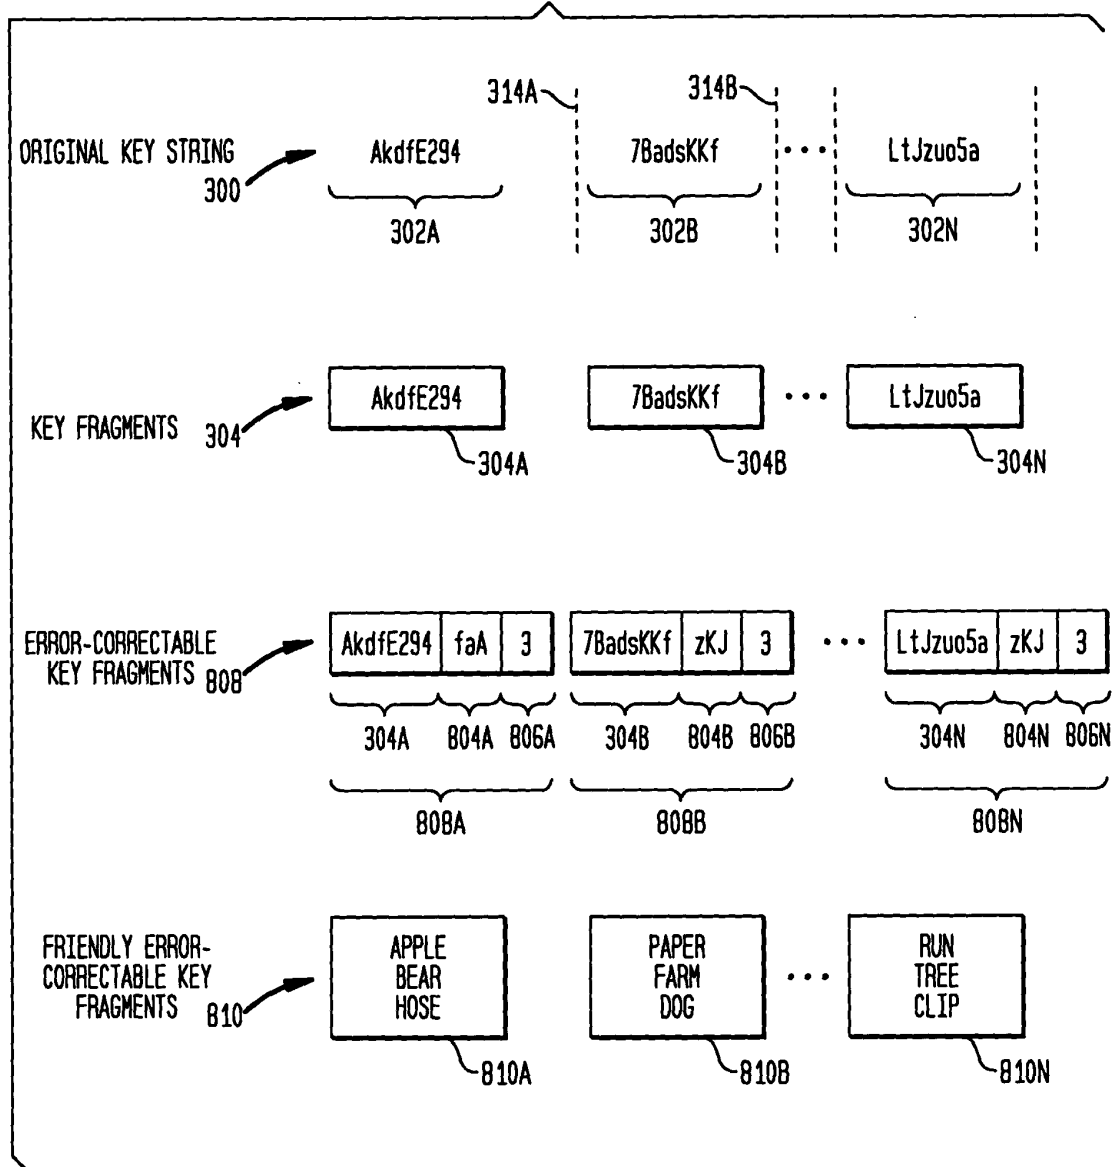 314A 314B
ORIGINAL KEY STRING AkdfE294 7BadsKKf ••• LtJzuo5a
300
302A 302B 302N
AkdfE294 7BadsKKf ••• LtJzuo5a
KEY FRAGMENTS 304
304A 304B 304N
ERROR-CORRECTABLE AkdfE294 faA 3 7BadsKKf zKJ 3 ••• LtJzuo5a zKJ 3
KEY FRAGMENTS 808
304A 804A 806A 304B 804B 806B 304N 804N 806N
808A 808B 808N
FRIENDLY ERROR- APPLE PAPER RUN
CORRECTABLE KEY BEAR FARM ••• TREE
FRAGMENTS 810 HOSE DOG CLIP
810A 810B 810N